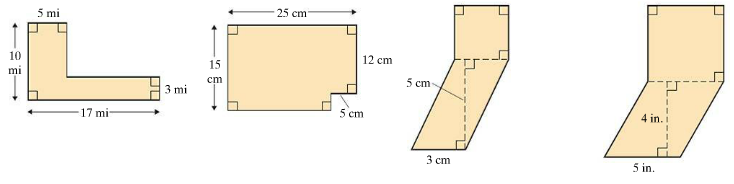 5 mi
10
mi
3 mi
17 mi
25 cm
15
cm
12 cm
5 cm
5 cm
3 cm
4 in.
5 in.